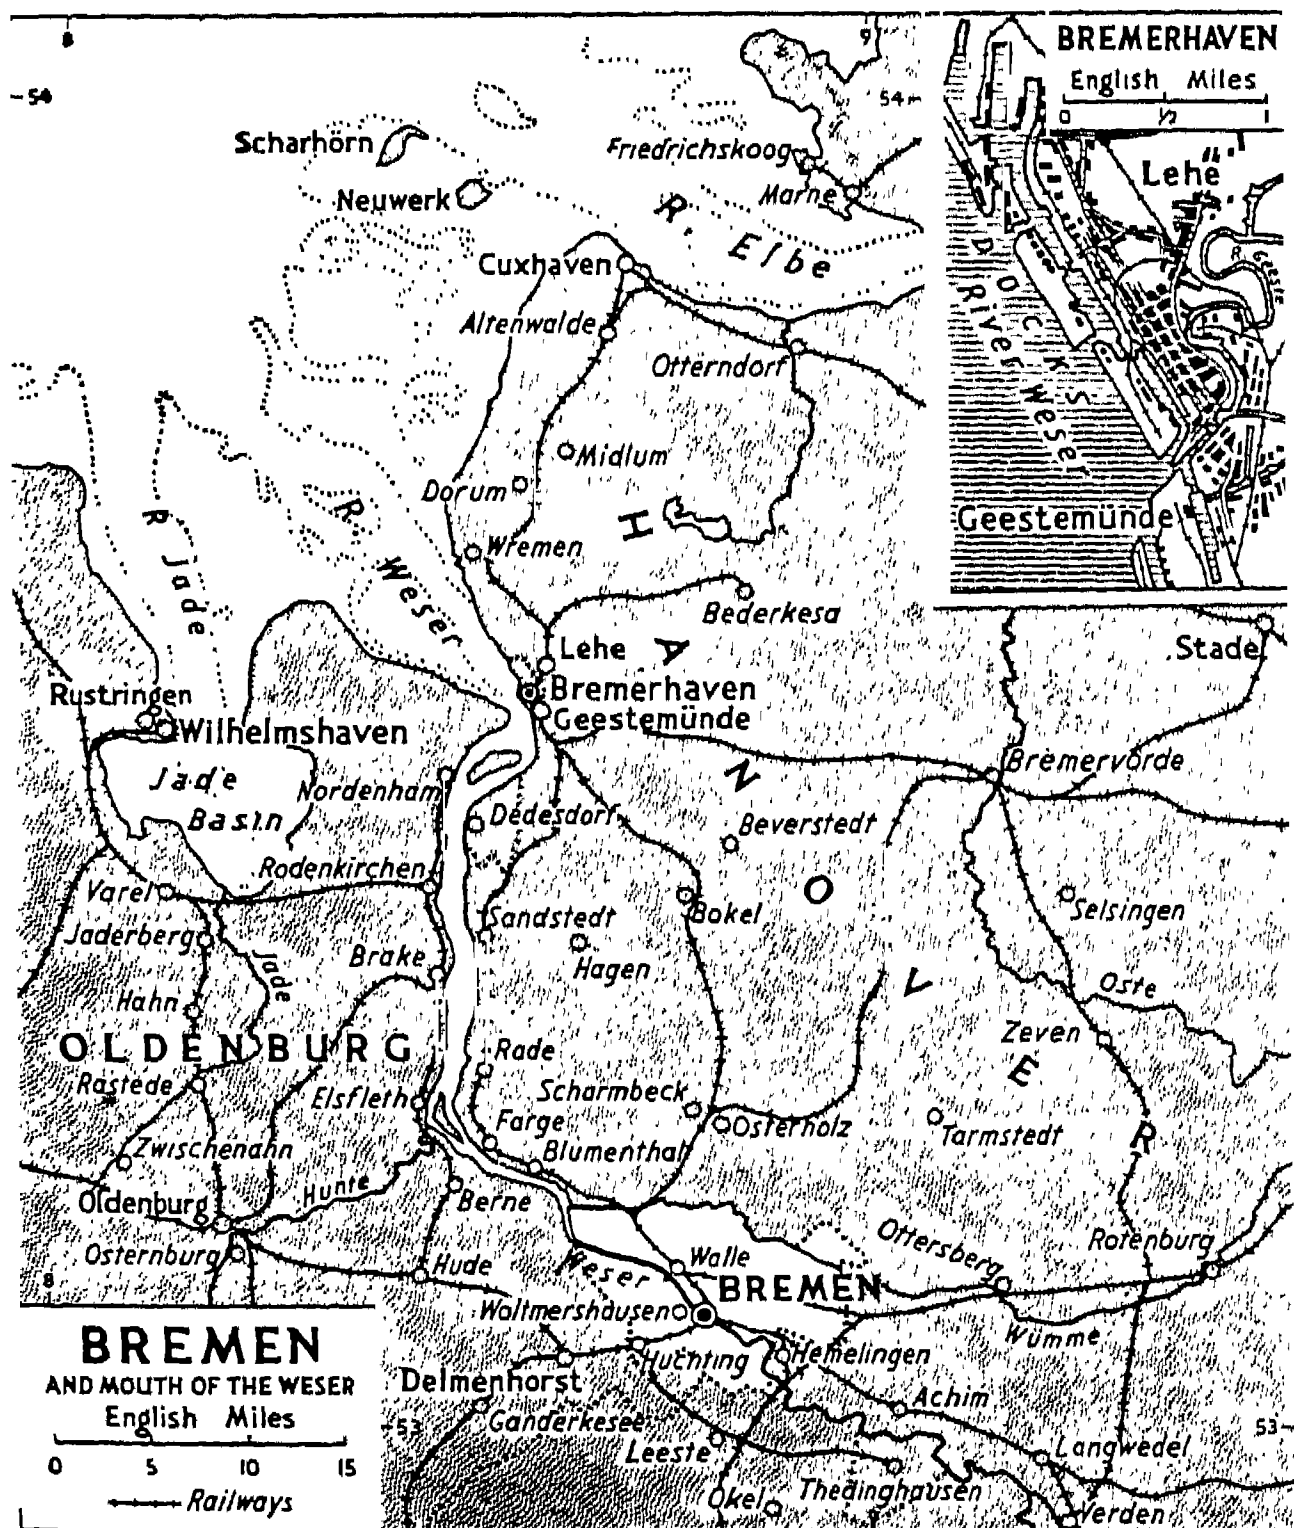 8
9
BREMERHAVEN
English Miles
0 ½ 1
54
54
Scharhörn
Friedrichskoog
Lehe
Neuwerk
Marne
R. Elbe
Geeste
Cuxhaven
DOCKS
River Weser
Altenwalde
Otterndorf
Midlum
Dorum
R Jade
R. Weser
Geestemünde
Wremen
Bederkesa
HANOVER
Lehe
Stade
Rustringen
Bremerhaven
Geestemünde
Wilhelmshaven
Jade
Basin
Nordenham
Bremervorde
Dedesdorf
Beverstedt
Rodenkirchen
Varel
Sandstedt
Bokel
Selsingen
Jaderberg
Brake
Jade
Hagen
Hahn
Oste
OLDENBURG
Zeven
Rade
Rastede
Elsfleth
Scharmbeck
Farge
Osterholz
Tarmstedt
Zwischenahn
Blumenthal
Oldenburg
Hunte
Berne
Osternburg
Hude
Weser
Walle
Ottersberg
Rotenburg
8
BREMEN
Woltmershausen
Wümme
BREMEN
AND MOUTH OF THE WESER
English Miles
0 5 10 15
Railways
Huchting
Hemelingen
Delmenhorst
Achim
53
53
Ganderkesee
Leeste
Langwedel
Thedinghausen
Okel
Verden